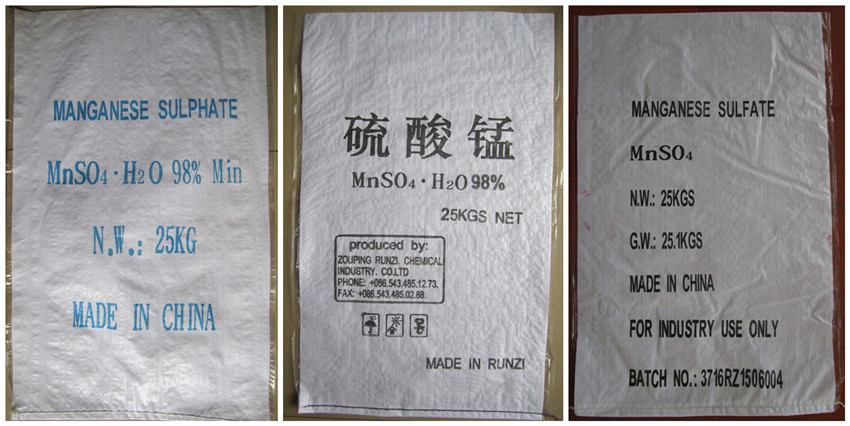 MANGANESE SULPHATE
MnSO4·H2O 98% Min
N.W.: 25KG
MADE IN CHINA
硫酸锰
MnSO4·H2O98%
25KGS NET
produced by:
ZOUPING RUNZI. CHEMICAL
INDUSTRY. CO.LTD
PHONE: +086.543.485.12.73.
FAX: +086.543.485.02.88
MADE IN RUNZI
MANGANESE SULFATE
MnSO4
N.W.: 25KGS
G.W.: 25.1KGS
MADE IN CHINA
FOR INDUSTRY USE ONLY
BATCH NO.: 3716RZ1506004